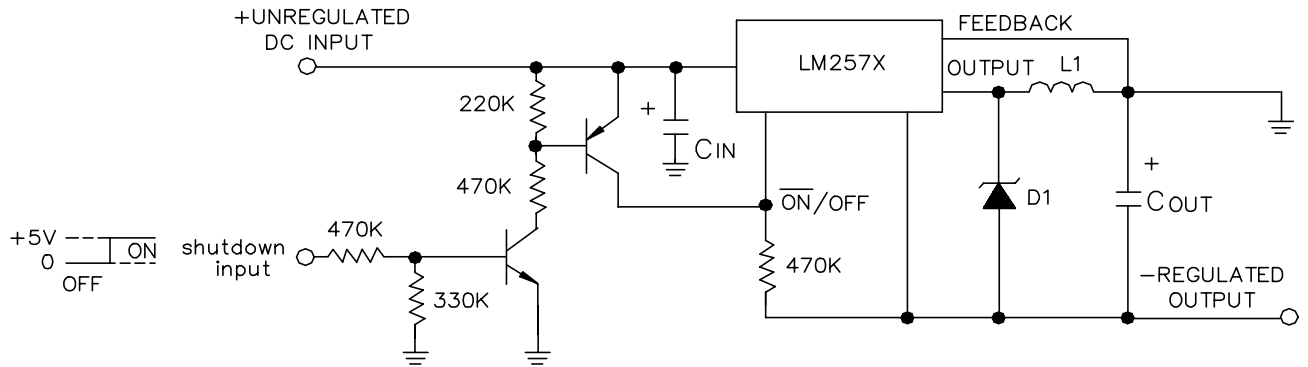 +UNREGULATED
DC INPUT
FEEDBACK
LM257X
OUTPUT
L1
220K
+
CIN
470K
ON/OFF
D1
+
COUT
+5V
0
ON
OFF
shutdown
input
470K
330K
470K
−REGULATED
OUTPUT